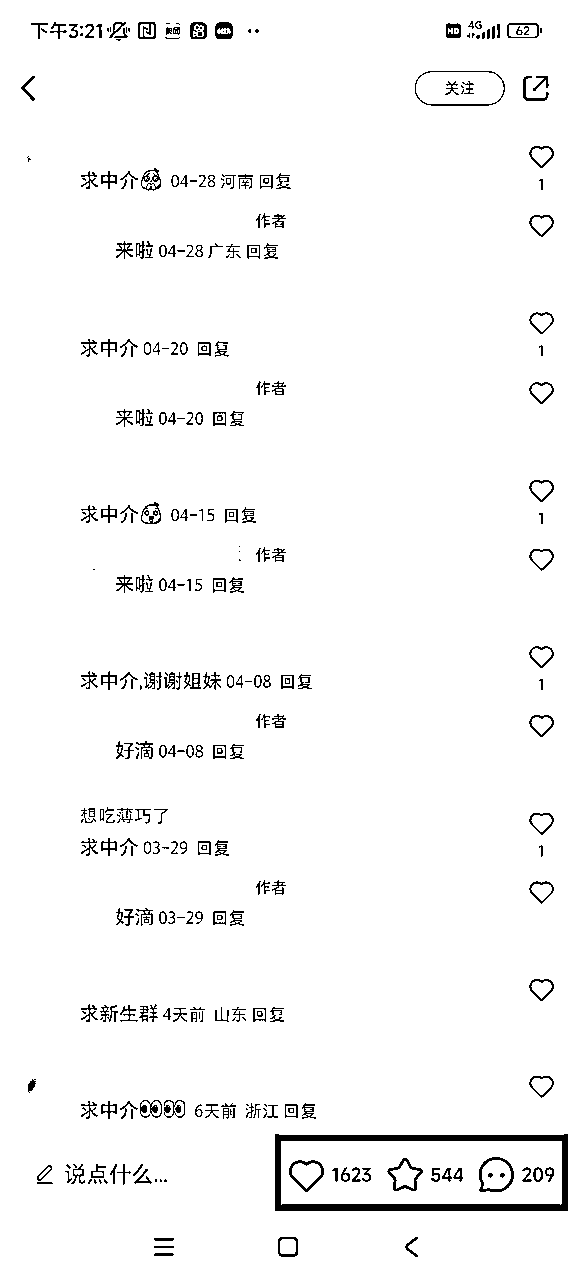 下午3:21
HD 4G 62
关注
求中介 04-28 河南 回复
1
作者
来啦 04-28 广东 回复
求中介 04-20 回复
1
作者
来啦 04-20 回复
求中介 04-15 回复
1
作者
来啦 04-15 回复
求中介,谢谢姐妹 04-08 回复
1
作者
好滴 04-08 回复
想吃薄巧了
求中介 03-29 回复
1
作者
好滴 03-29 回复
求新生群 4天前 山东 回复
求中介👀👀 6天前 浙江 回复
说点什么... 1623 544 209